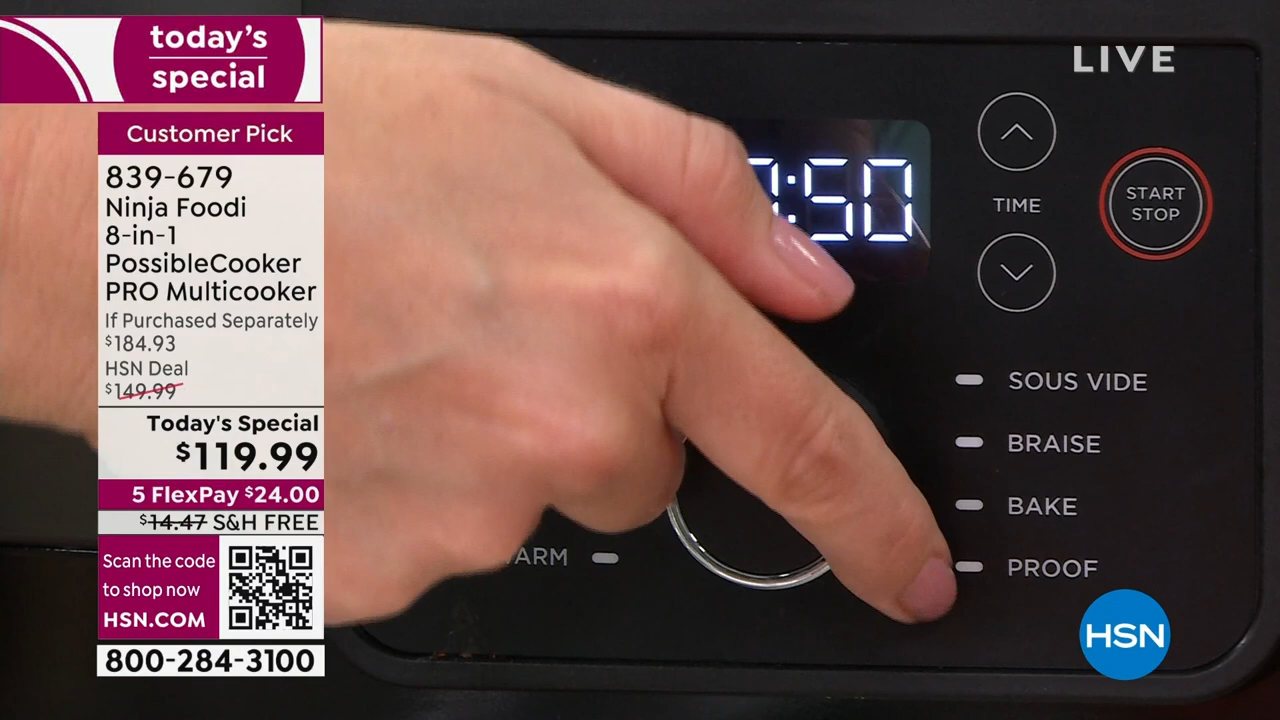 today's
special
Customer Pick
839-679
Ninja Foodi
8-in-1
PossibleCooker
PRO Multicooker
If Purchased Separately
$184.93
HSN Deal
$149.99
Today's Special
$119.99
5 FlexPay $24.00
$14.47 S&H FREE
Scan the code
to shop now
HSN.COM
800-284-3100
LIVE
:50
TIME
START
STOP
SOUS VIDE
BRAISE
BAKE
PROOF
HSN